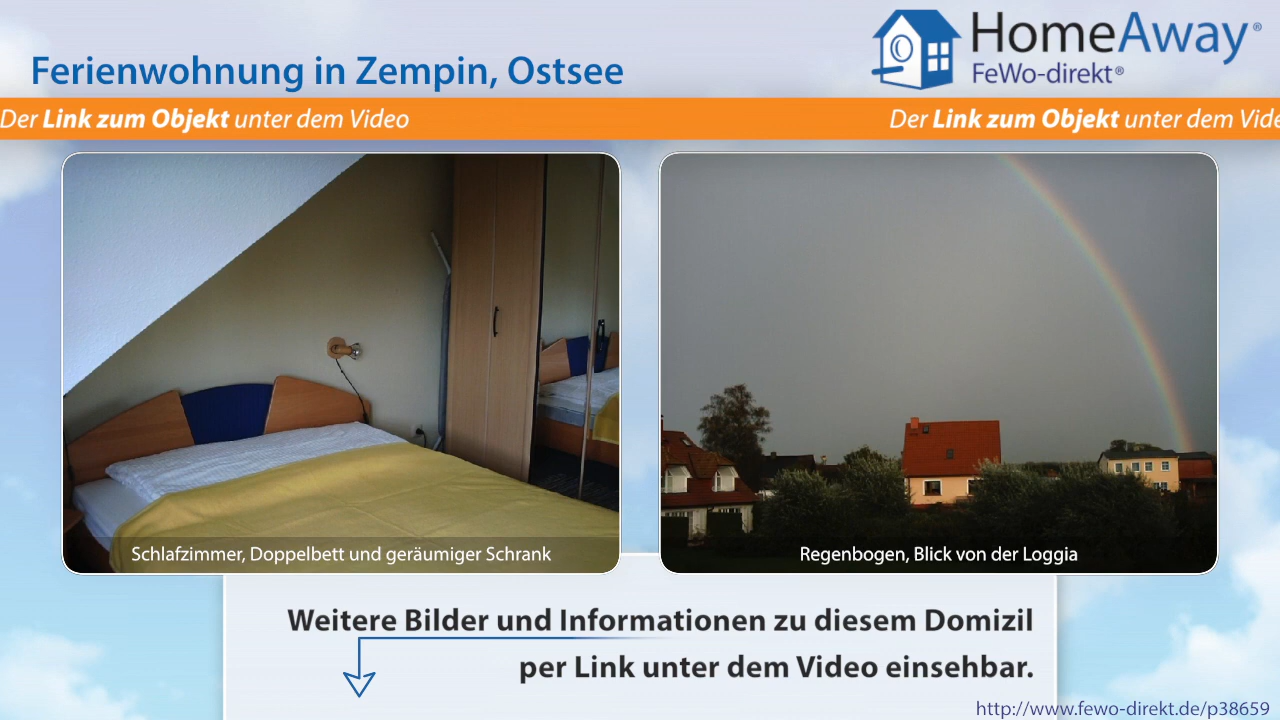 HomeAway®
FeWo-direkt®
Ferienwohnung in Zempin, Ostsee
Der Link zum Objekt unter dem Video
Der Link zum Objekt unter dem Vide
Schlafzimmer, Doppelbett und geräumiger Schrank
Regenbogen, Blick von der Loggia
Weitere Bilder und Informationen zu diesem Domizil
per Link unter dem Video einsehbar.
http://www.fewo-direkt.de/p38659